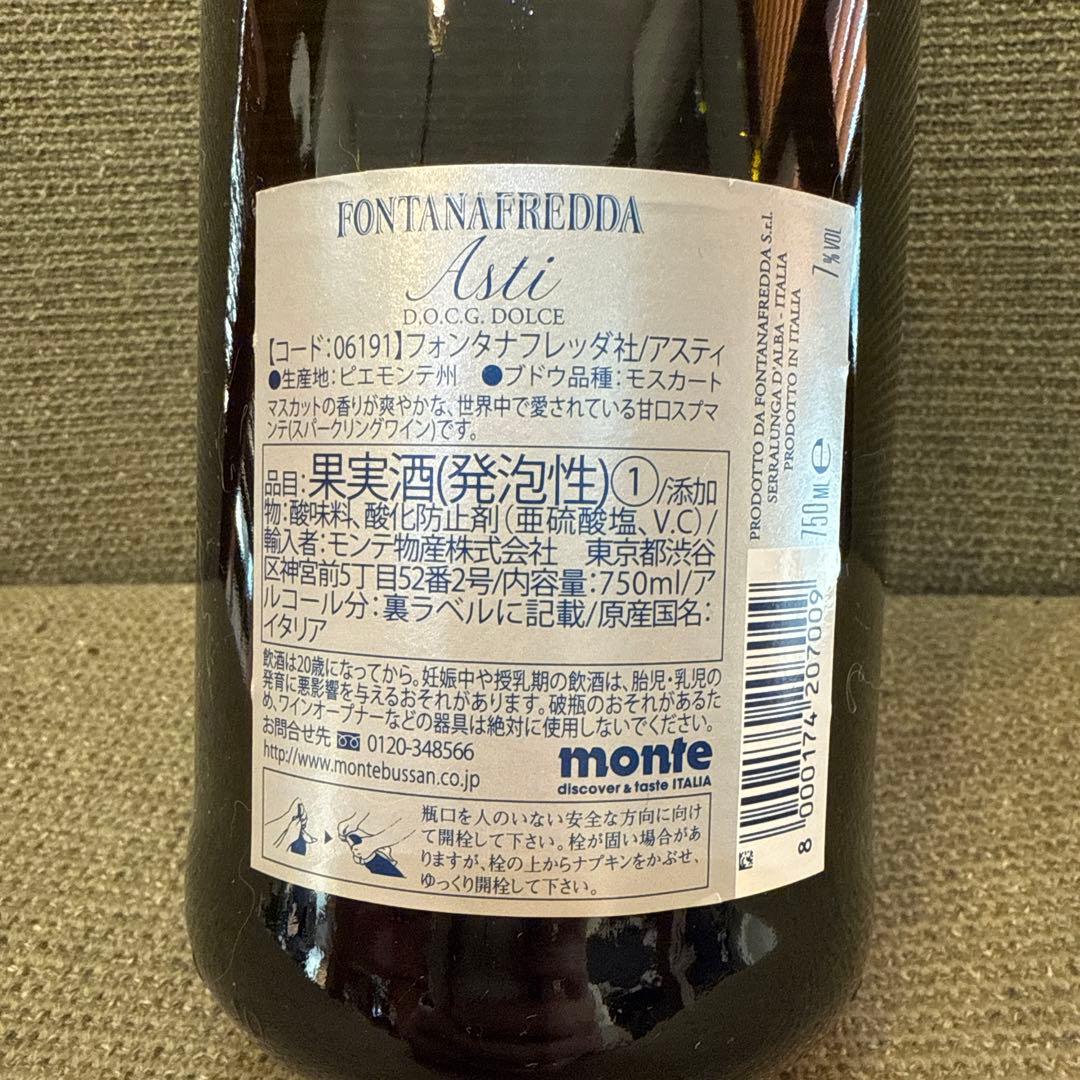 FONTANAFREDDA
Asti
D.O.C.G. DOLCE
【コード:06191】フォンタナフレッダ社/アスティ
●生産地:ピエモンテ州 ●ブドウ品種:モスカート
マスカットの香りが爽やかな、世界中で愛されている甘口スプマ
ンテ(スパークリングワイン)です。
品目:果実酒(発泡性)①/添加
物:酸味料、酸化防止剤(亜硫酸塩、V.C)/
輸入者:モンテ物産株式会社 東京都渋谷
区神宮前5丁目52番2号/内容量:750ml/ア
ルコール分:裏ラベルに記載/原産国名:
イタリア
飲酒は20歳になってから。妊娠中や授乳期の飲酒は、胎児・乳児の
発育に悪影響を与えるおそれがあります。破瓶のおそれがあるた
め、ワインオープナーなどの器具は絶対に使用しないでください。
お問合せ先 0120-348566
http://www.montebussan.co.jp
monte
discover & taste ITALIA
瓶口を人のいない安全な方向に向け
て開栓して下さい。栓が固い場合があ
りますが、栓の上からナプキンをかぶせ、
ゆっくり開栓して下さい。
PRODOTTO DA FONTANAFREDDA S.r.l.
SERRALUNGA D'ALBA - ITALIA
PRODOTTO IN ITALIA
7%VOL
750ML e
8 000174 207009